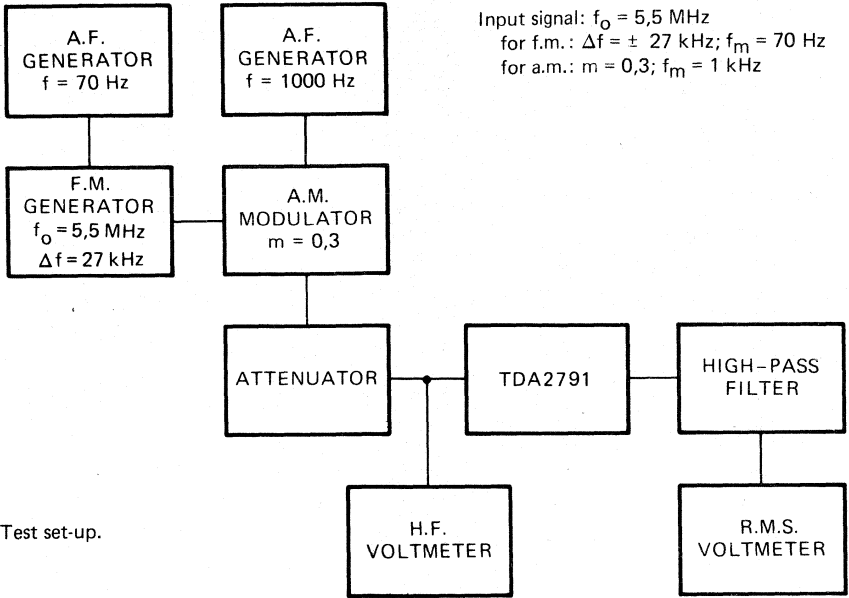 A.F.
GENERATOR
f = 70 Hz
A.F.
GENERATOR
f = 1000 Hz
Input signal: fo = 5,5 MHz
for f.m.: Δf = ± 27 kHz; fm = 70 Hz
for a.m.: m = 0,3; fm = 1 kHz
F.M.
GENERATOR
fo = 5,5 MHz
Δf = 27 kHz
A.M.
MODULATOR
m = 0,3
ATTENUATOR
TDA2791
HIGH-PASS
FILTER
Test set-up.
H.F.
VOLTMETER
R.M.S.
VOLTMETER